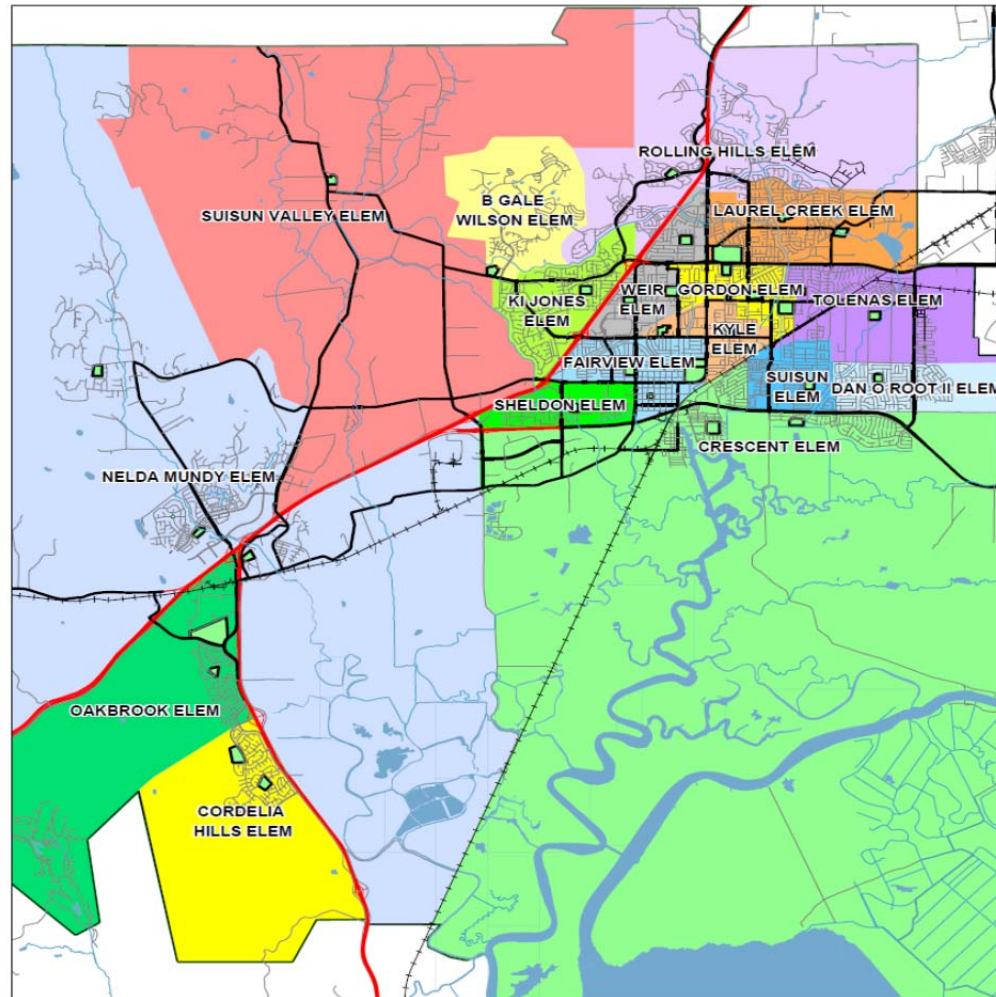 ROLLING HILLS ELEM
B GALE
WILSON ELEM
SUISUN VALLEY ELEM
LAUREL CREEK ELEM
KI JONES
ELEM
WEIR
ELEM
GORDON ELEM
TOLENAS ELEM
KYLE
ELEM
FAIRVIEW ELEM
SUISUN
ELEM
DAN O ROOT II ELEM
SHELDON ELEM
CRESCENT ELEM
NELDA MUNDY ELEM
OAKBROOK ELEM
CORDELIA
HILLS ELEM